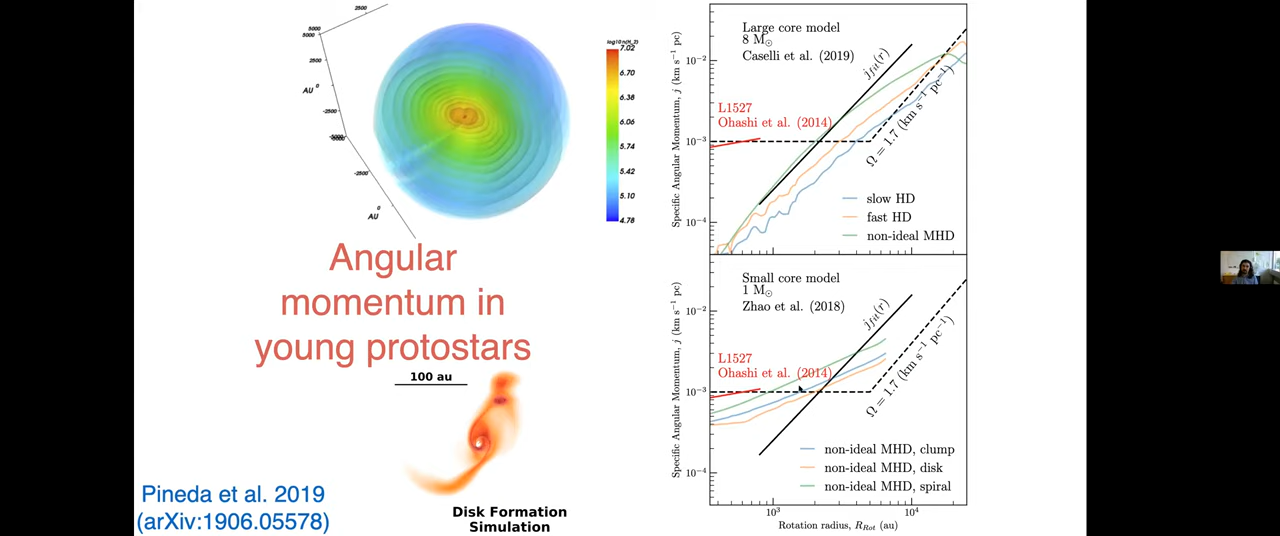 2500
5000
5000
2500
AU
0
-2500
-5000
-2500
0
AU
log10n(H_2)
7.02
6.70
6.38
6.06
5.74
5.42
5.10
4.78
Angular
momentum in
young protostars
100 au
Disk Formation
Simulation
Pineda et al. 2019
(arXiv:1906.05578)
Large core model
8 M☉
Caselli et al. (2019)
j_fit(r)
L1527
Ohashi et al. (2014)
Ω = 1.7 (km s⁻¹ pc⁻¹)
slow HD
fast HD
non-ideal MHD
Specific Angular Momentum, j (km s⁻¹ pc)
10⁻²
10⁻³
10⁻⁴
Small core model
1 M☉
Zhao et al. (2018)
j_fit(r)
L1527
Ohashi et al. (2014)
Ω = 1.7 (km s⁻¹ pc⁻¹)
non-ideal MHD, clump
non-ideal MHD, disk
non-ideal MHD, spiral
Specific Angular Momentum, j (km s⁻¹ pc)
10⁻²
10⁻³
10⁻⁴
10³
10⁴
Rotation radius, R_Rot (au)